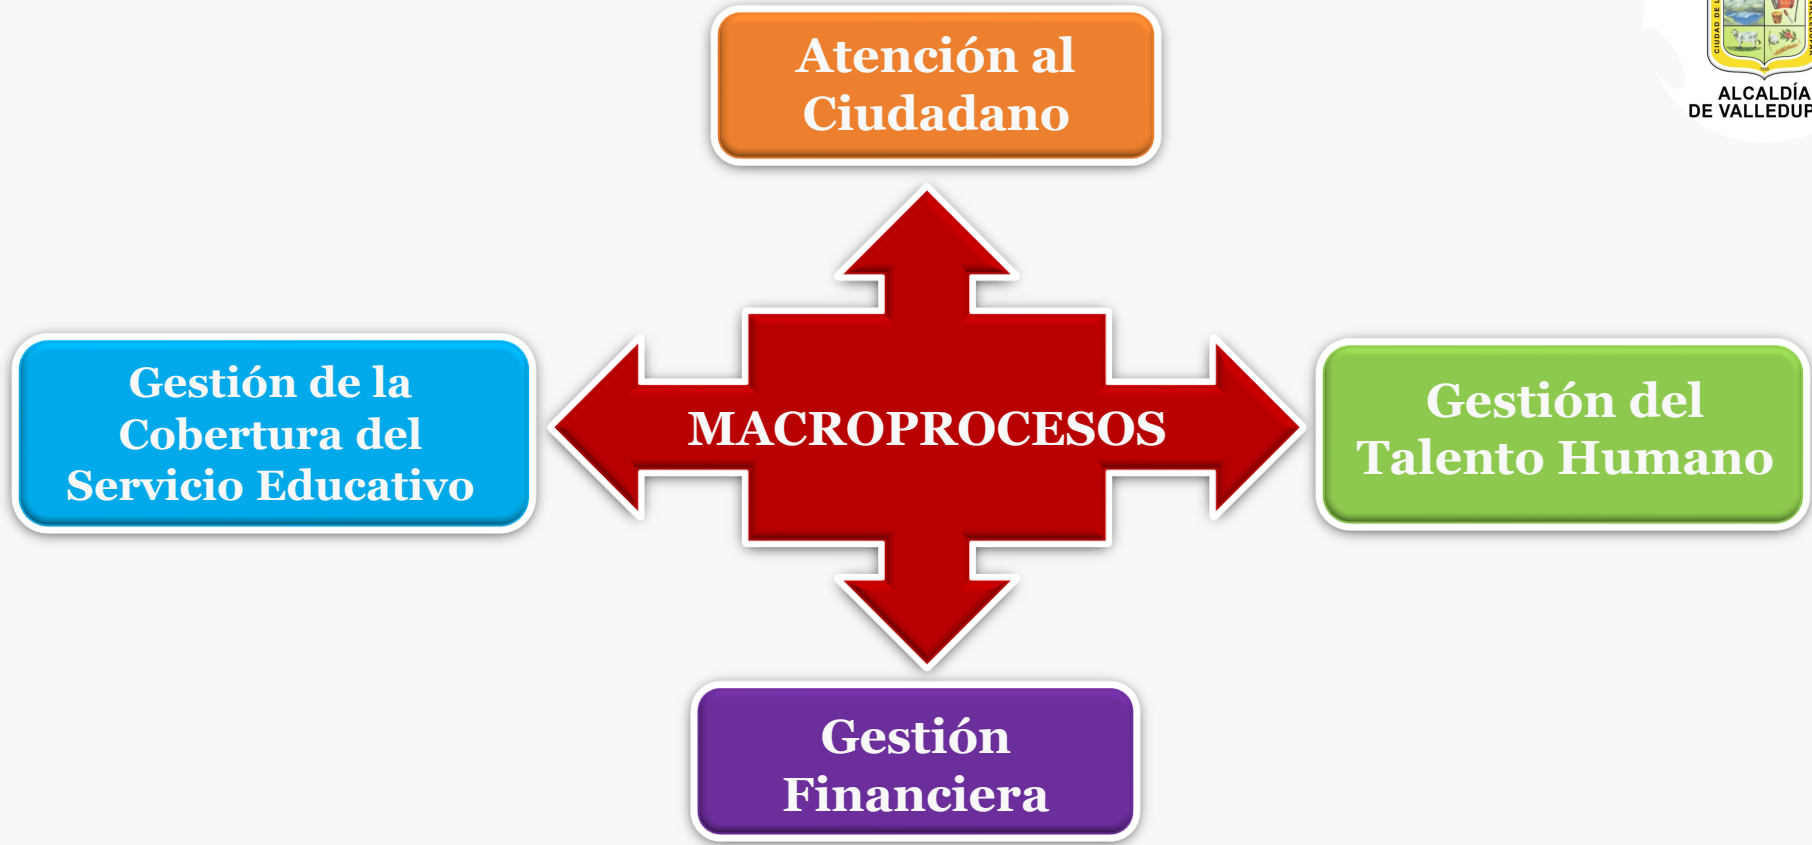 Atención al
Ciudadano
ALCALDÍA
DE VALLEDUP
Gestión de la
Cobertura del
Servicio Educativo
MACROPROCESOS
Gestión del
Talento Humano
Gestión
Financiera